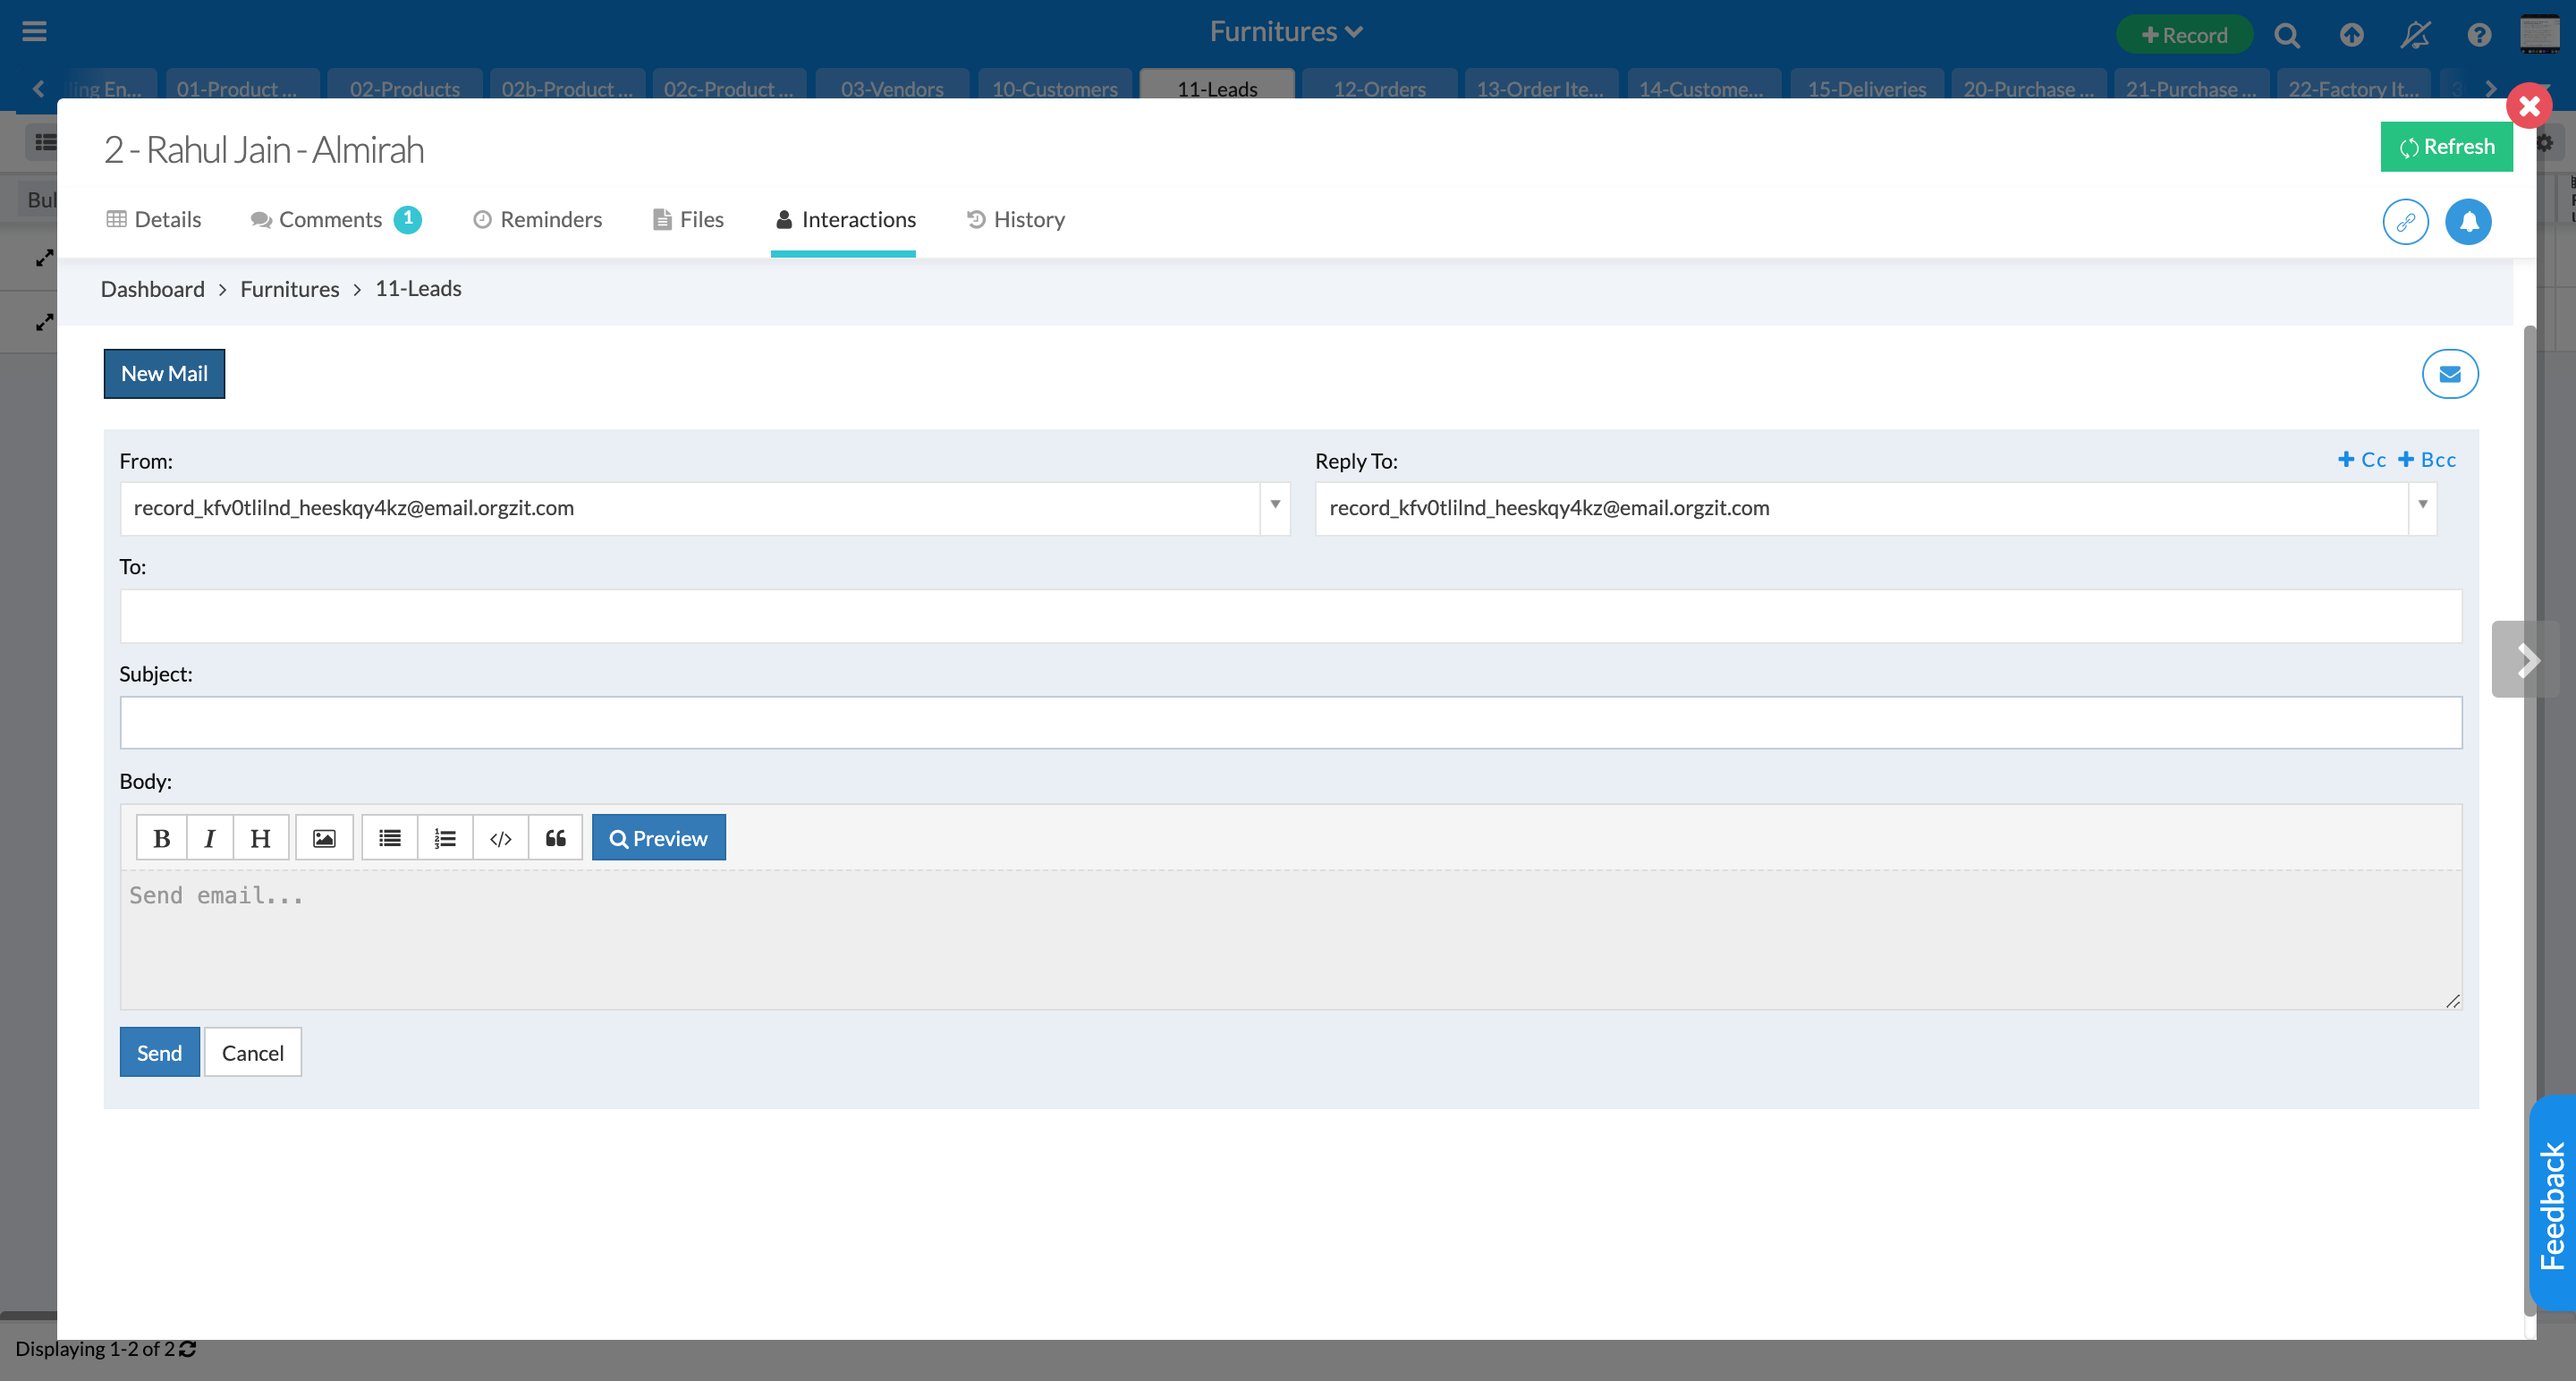 Furnitures
Record
ling En...
01-Product ...
02-Products
02b-Product ...
02c-Product ...
03-Vendors
10-Customers
11-Leads
12-Orders
13-Order Ite...
14-Custome...
15-Deliveries
20-Purchase ...
21-Purchase ...
22-Factory It...
2 - Rahul Jain - Almirah
Refresh
Bul
Details
Comments 1
Reminders
Files
Interactions
History
Dashboard > Furnitures > 11-Leads
New Mail
From:
Reply To:
Cc
Bcc
record_kfv0tlilnd_heeskqy4kz@email.orgzit.com
record_kfv0tlilnd_heeskqy4kz@email.orgzit.com
To:
Subject:
Body:
B I H
Preview
Send email...
Send
Cancel
Feedback
Displaying 1-2 of 2